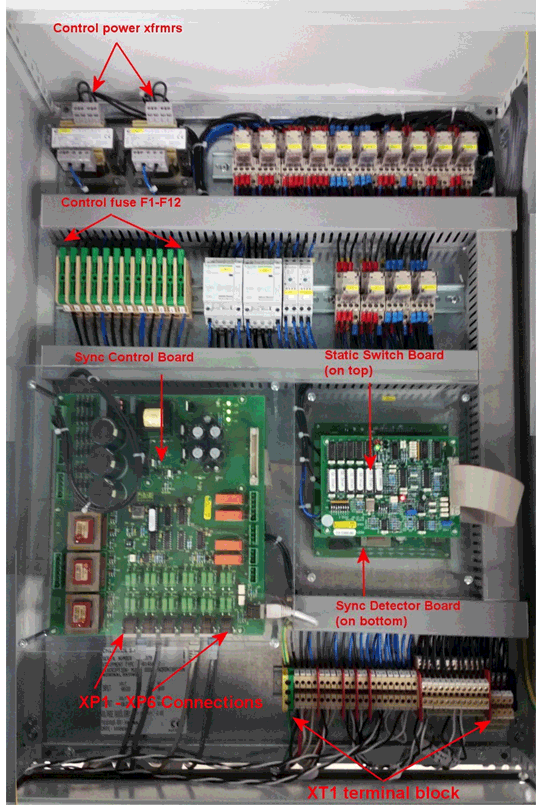 Control power xfrmrs
Control fuse F1-F12
Sync Control Board
Static Switch Board
(on top)
Sync Detector Board
(on bottom)
XP1 - XP6 Connections
XT1 terminal block